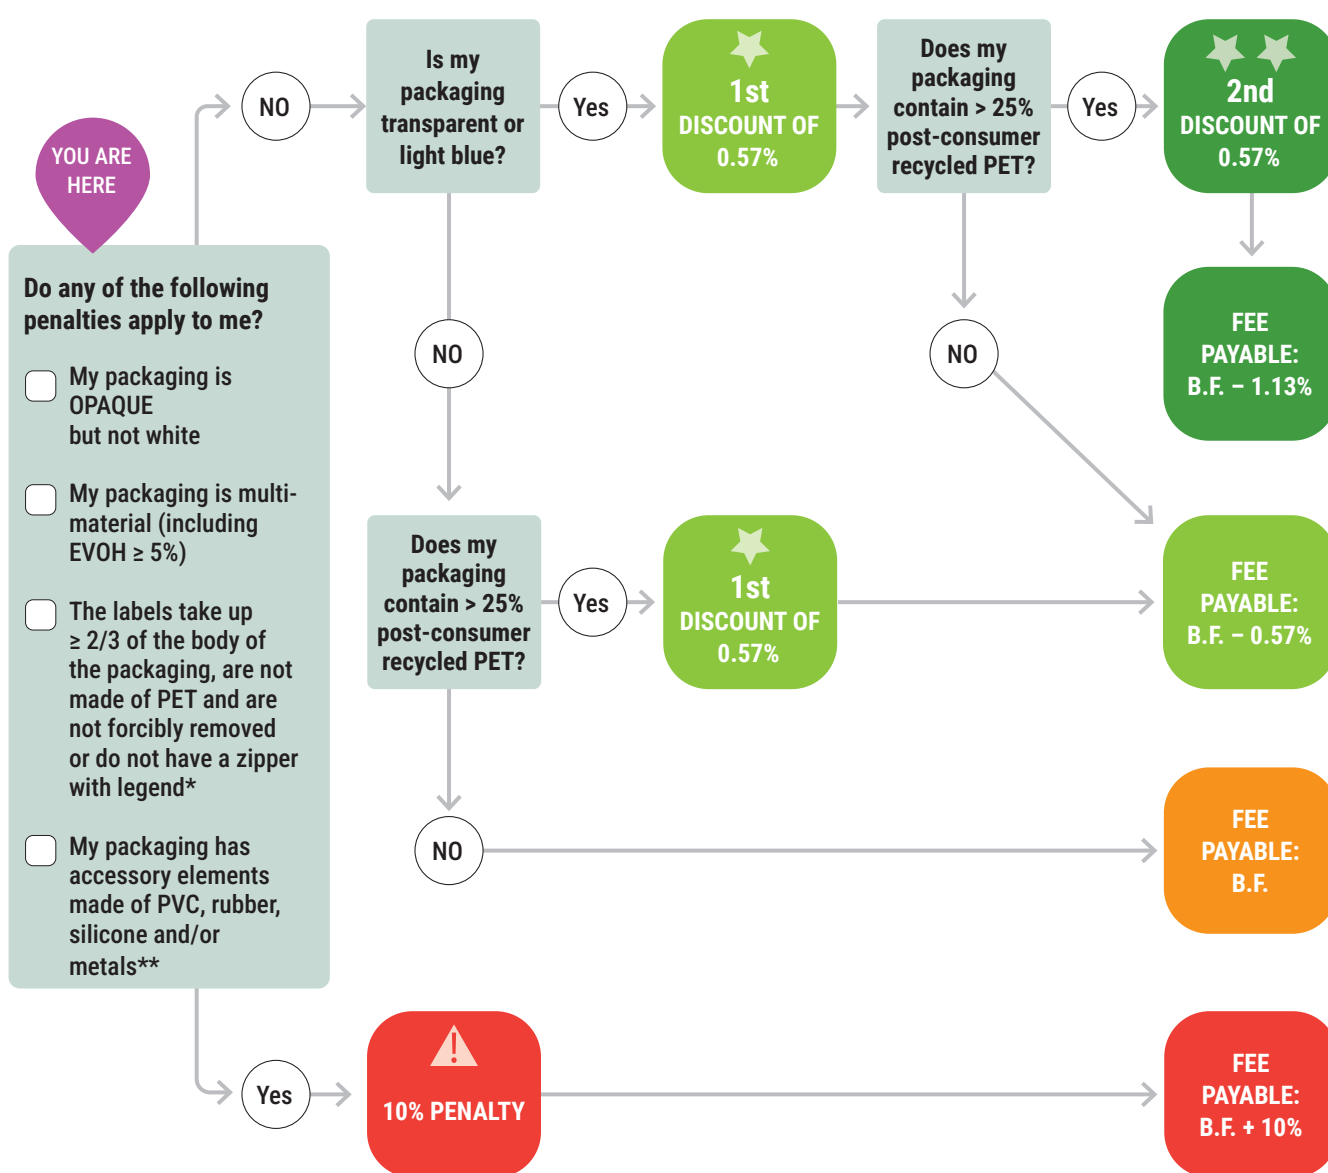 YOU ARE
HERE
Do any of the following
penalties apply to me?
My packaging is
OPAQUE
but not white
My packaging is multi-
material (including
EVOH ≥ 5%)
The labels take up
≥ 2/3 of the body of
the packaging, are not
made of PET and are
not forcibly removed
or do not have a zipper
with legend*
My packaging has
accessory elements
made of PVC, rubber,
silicone and/or
metals**
NO
Is my
packaging
transparent or
light blue?
Yes
1st
DISCOUNT OF
0.57%
Does my
packaging
contain > 25%
post-consumer
recycled PET?
Yes
2nd
DISCOUNT OF
0.57%
FEE
PAYABLE:
B.F. – 1.13%
NO
NO
Does my
packaging
contain > 25%
post-consumer
recycled PET?
Yes
1st
DISCOUNT OF
0.57%
FEE
PAYABLE:
B.F. – 0.57%
NO
FEE
PAYABLE:
B.F.
Yes
10% PENALTY
FEE
PAYABLE:
B.F. + 10%